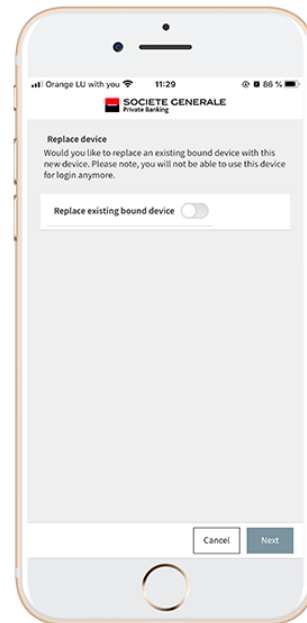 Orange LU with you 11:29 86 %
SOCIETE GENERALE
Private Banking
Replace device
Would you like to replace an existing bound device with this
new device. Please note, you will not be able to use this device
for login anymore.
Replace existing bound device
Cancel Next